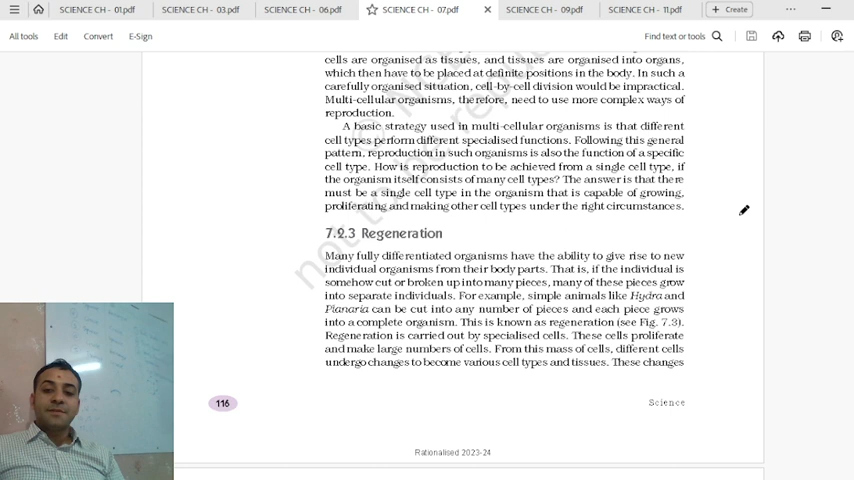 SCIENCE CH - 01.pdf
SCIENCE CH - 03.pdf
SCIENCE CH - 06.pdf
SCIENCE CH - 07.pdf
SCIENCE CH - 09.pdf
SCIENCE CH - 11.pdf
+ Create
All tools
Edit
Convert
E-Sign
Find text or tools
cells are organised as tissues, and tissues are organised into organs,
which then have to be placed at definite positions in the body. In such a
carefully organised situation, cell-by-cell division would be impractical.
Multi-cellular organisms, therefore, need to use more complex ways of
reproduction.
A basic strategy used in multi-cellular organisms is that different
cell types perform different specialised functions. Following this general
pattern, reproduction in such organisms is also the function of a specific
cell type. How is reproduction to be achieved from a single cell type, if
the organism itself consists of many cell types? The answer is that there
must be a single cell type in the organism that is capable of growing,
proliferating and making other cell types under the right circumstances.
7.2.3 Regeneration
Many fully differentiated organisms have the ability to give rise to new
individual organisms from their body parts. That is, if the individual is
somehow cut or broken up into many pieces, many of these pieces grow
into separate individuals. For example, simple animals like Hydra and
Planaria can be cut into any number of pieces and each piece grows
into a complete organism. This is known as regeneration (see Fig. 7.3).
Regeneration is carried out by specialised cells. These cells proliferate
and make large numbers of cells. From this mass of cells, different cells
undergo changes to become various cell types and tissues. These changes
116
Science
Rationalised 2023-24
not to be